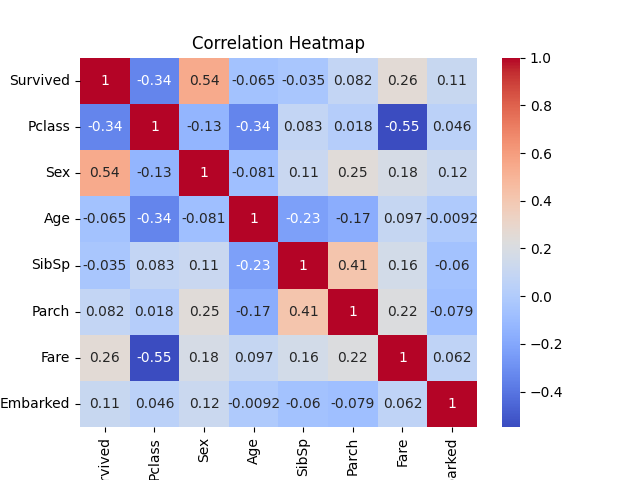 Correlation Heatmap
Survived 1 -0.34 0.54 -0.065 -0.035 0.082 0.26 0.11
Pclass -0.34 1 -0.13 -0.34 0.083 0.018 -0.55 0.046
Sex 0.54 -0.13 1 -0.081 0.11 0.25 0.18 0.12
Age -0.065 -0.34 -0.081 1 -0.23 -0.17 0.097 -0.0092
SibSp -0.035 0.083 0.11 -0.23 1 0.41 0.16 -0.06
Parch 0.082 0.018 0.25 -0.17 0.41 1 0.22 -0.079
Fare 0.26 -0.55 0.18 0.097 0.16 0.22 1 0.062
Embarked 0.11 0.046 0.12 -0.0092 -0.06 -0.079 0.062 1
rvived Pclass Sex Age SibSp Parch Fare arked
1.0
0.8
0.6
0.4
0.2
0.0
−0.2
−0.4